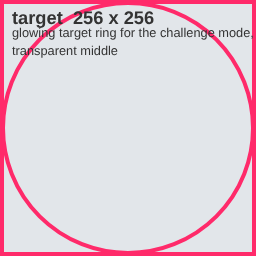 target  256 x 256
glowing target ring for the challenge mode,
transparent middle